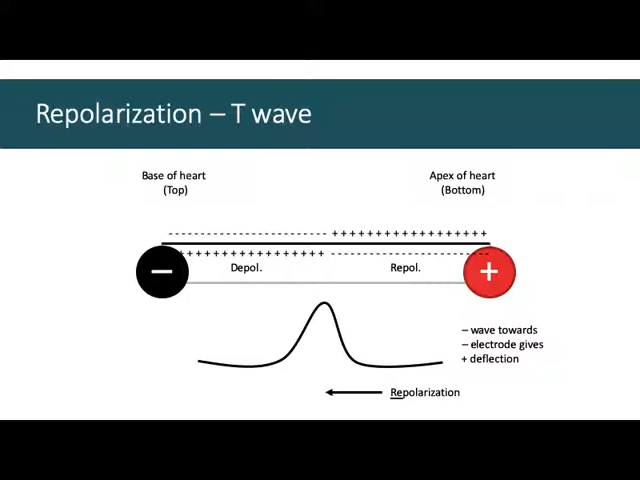 Repolarization – T wave
Base of heart
(Top)
Apex of heart
(Bottom)
- - - - - - - - - - - - - - - - - - - - + + + + + + + + + + + + + + + + + +
+ + + + + + + + + + + + + + + + + - - - - - - - - - - - - - - - - - - - -
Depol.
Repol.
−
+
– wave towards
– electrode gives
+ deflection
Repolarization